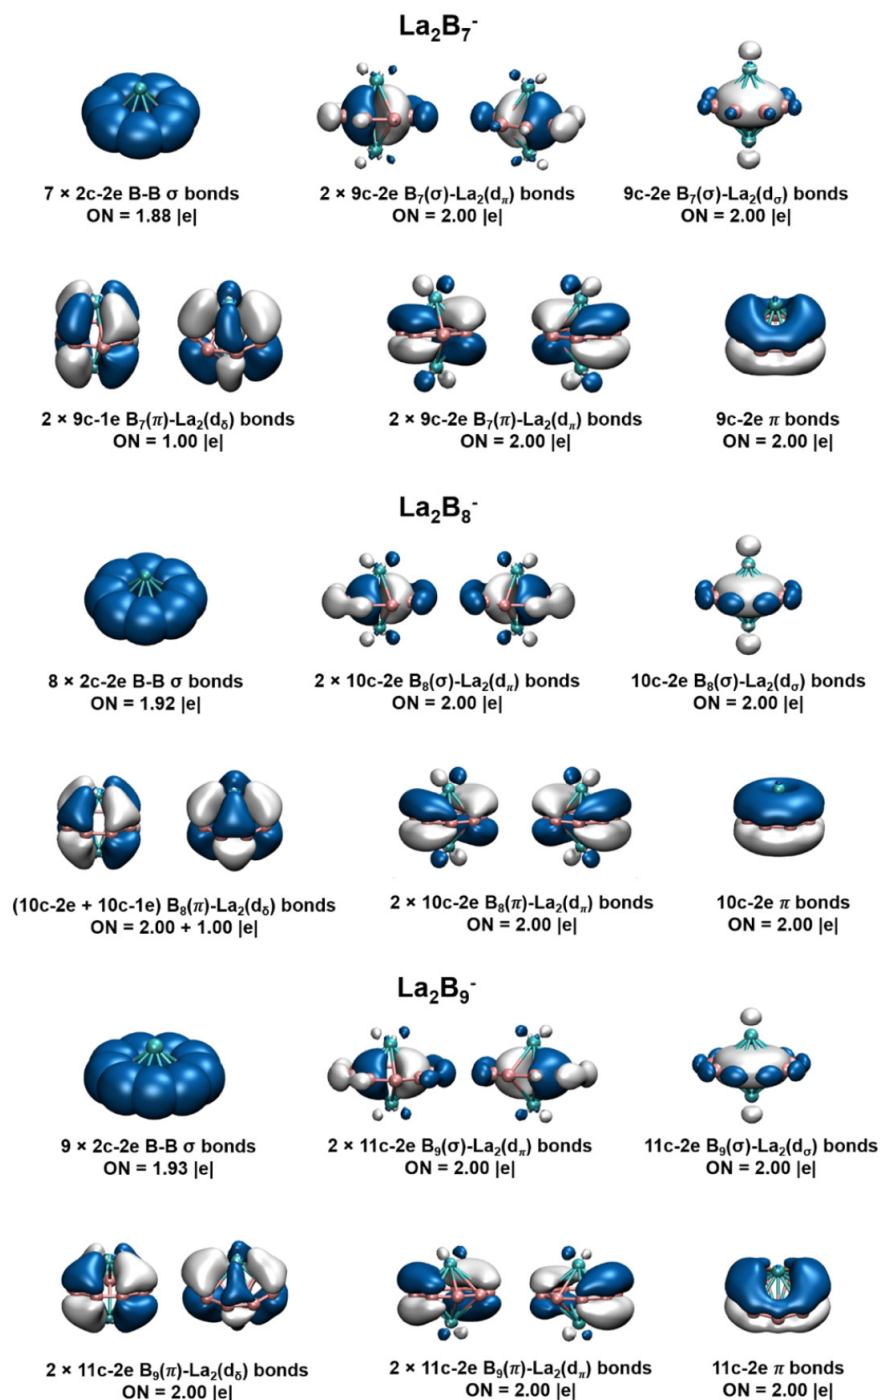 La₂B₇⁻
7 × 2c-2e B-B σ bonds
ON = 1.88 |e|
2 × 9c-2e B₇(σ)-La₂(dπ) bonds
ON = 2.00 |e|
9c-2e B₇(σ)-La₂(dσ) bonds
ON = 2.00 |e|
2 × 9c-1e B₇(π)-La₂(dδ) bonds
ON = 1.00 |e|
2 × 9c-2e B₇(π)-La₂(dπ) bonds
ON = 2.00 |e|
9c-2e π bonds
ON = 2.00 |e|
La₂B₈⁻
8 × 2c-2e B-B σ bonds
ON = 1.92 |e|
2 × 10c-2e B₈(σ)-La₂(dπ) bonds
ON = 2.00 |e|
10c-2e B₈(σ)-La₂(dσ) bonds
ON = 2.00 |e|
(10c-2e + 10c-1e) B₈(π)-La₂(dδ) bonds
ON = 2.00 + 1.00 |e|
2 × 10c-2e B₈(π)-La₂(dπ) bonds
ON = 2.00 |e|
10c-2e π bonds
ON = 2.00 |e|
La₂B₉⁻
9 × 2c-2e B-B σ bonds
ON = 1.93 |e|
2 × 11c-2e B₉(σ)-La₂(dπ) bonds
ON = 2.00 |e|
11c-2e B₉(σ)-La₂(dσ) bonds
ON = 2.00 |e|
2 × 11c-2e B₉(π)-La₂(dδ) bonds
ON = 2.00 |e|
2 × 11c-2e B₉(π)-La₂(dπ) bonds
ON = 2.00 |e|
11c-2e π bonds
ON = 2.00 |e|